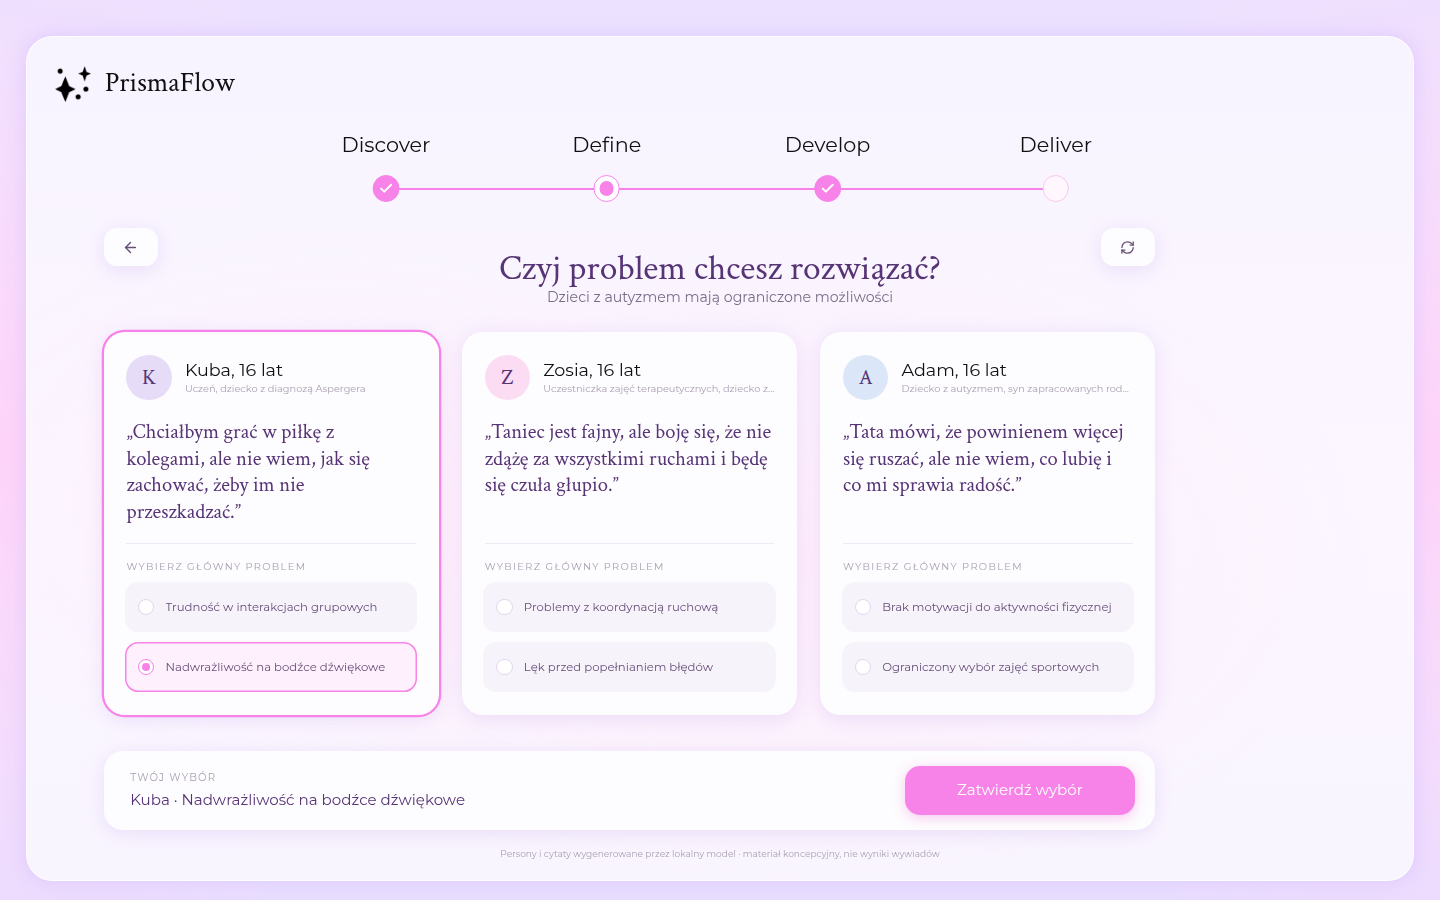 PrismaFlow
Discover
Define
Develop
Deliver
Czyj problem chcesz rozwiązać?
Dzieci z autyzmem mają ograniczone możliwości
K
Kuba, 16 lat
Uczeń, dziecko z diagnozą Aspergera
„Chciałbym grać w piłkę z
kolegami, ale nie wiem, jak się
zachować, żeby im nie
przeszkadzać.”
WYBIERZ GŁÓWNY PROBLEM
Trudność w interakcjach grupowych
Nadwrażliwość na bodźce dźwiękowe
Z
Zosia, 16 lat
Uczestniczka zajęć terapeutycznych, dziecko z...
„Taniec jest fajny, ale boję się, że nie
zdążę za wszystkimi ruchami i będę
się czuła głupio.”
WYBIERZ GŁÓWNY PROBLEM
Problemy z koordynacją ruchową
Lęk przed popełnianiem błędów
A
Adam, 16 lat
Dziecko z autyzmem, syn zapracowanych rod...
„Tata mówi, że powinienem więcej
się ruszać, ale nie wiem, co lubię i
co mi sprawia radość.”
WYBIERZ GŁÓWNY PROBLEM
Brak motywacji do aktywności fizycznej
Ograniczony wybór zajęć sportowych
TWÓJ WYBÓR
Kuba · Nadwrażliwość na bodźce dźwiękowe
Zatwierdź wybór
Persony i cytaty wygenerowane przez lokalny model · materiał koncepcyjny, nie wyniki wywiadów